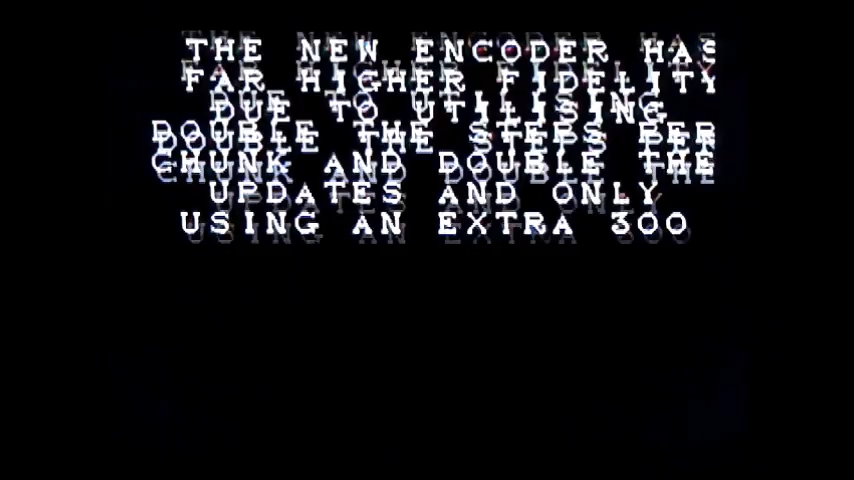 THE NEW ENCODER HAS
FAR HIGHER FIDELITY
DUE TO UTILISING
DOUBLE THE STEPS PER
CHUNK AND DOUBLE THE
UPDATES AND ONLY
USING AN EXTRA 300